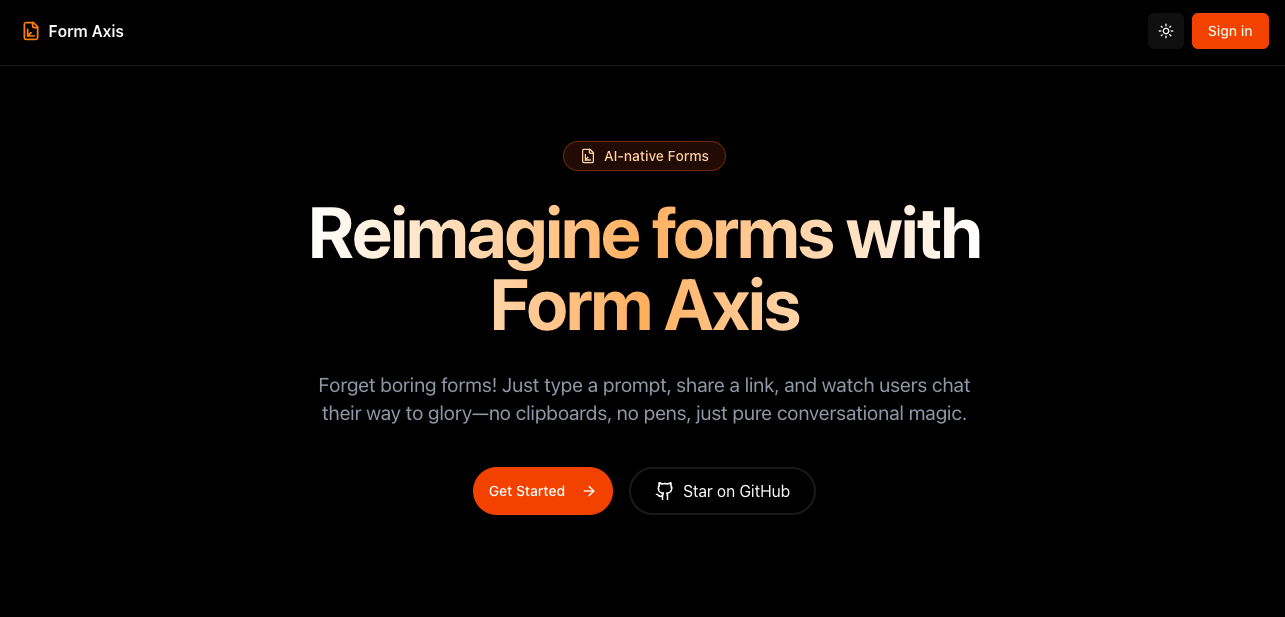 Form Axis
Sign in
AI-native Forms
Reimagine forms with
Form Axis
Forget boring forms! Just type a prompt, share a link, and watch users chat
their way to glory—no clipboards, no pens, just pure conversational magic.
Get Started
Star on GitHub